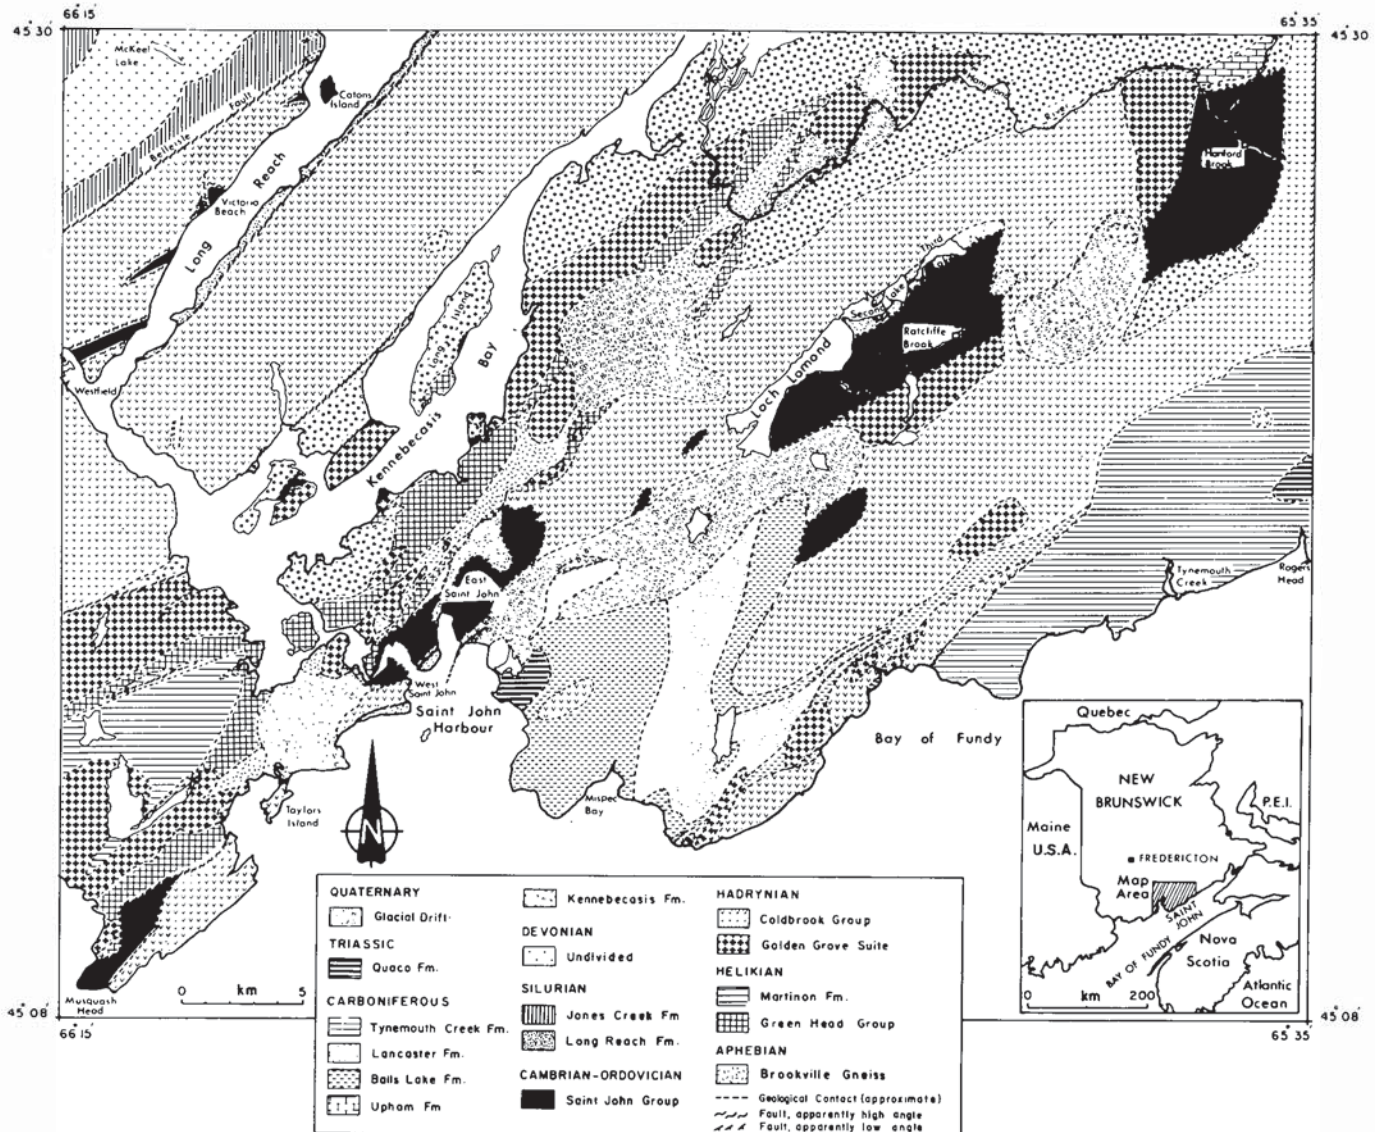 66°15'
65°35'
45°30
45°30
McKeel
Lake
Catons
Island
Belleisle Fault
Hammond River
Hanford
Brook
Long Reach
Victoria
Beach
Third
Second Lake
Long Island
Ratcliffe
Brook
Loch Lomond
Bay
Westfield
Kennebecasis
East
Saint John
Tynemouth
Creek
Rogers
Head
West
Saint John
Saint John
Harbour
Bay of Fundy
Mispec
Bay
Taylors
Island
N
Musquash
Head
0 km 5
45°08'
66°15'
45°08'
65°35'
Quebec
NEW
BRUNSWICK
P.E.I.
Maine
U.S.A.
FREDERICTON
Map
Area
SAINT
JOHN
BAY OF FUNDY
Nova
Scotia
Atlantic
Ocean
0 km 200
QUATERNARY
Glacial Drift
TRIASSIC
Quaco Fm.
CARBONIFEROUS
Tynemouth Creek Fm.
Lancaster Fm.
Balls Lake Fm.
Upham Fm
Kennebecasis Fm.
DEVONIAN
Undivided
SILURIAN
Jones Creek Fm
Long Reach Fm.
CAMBRIAN-ORDOVICIAN
Saint John Group
HADRYNIAN
Coldbrook Group
Golden Grove Suite
HELIKIAN
Martinon Fm.
Green Head Group
APHEBIAN
Brookville Gneiss
Geological Contact (approximate)
Fault, apparently high angle
Fault, apparently low angle